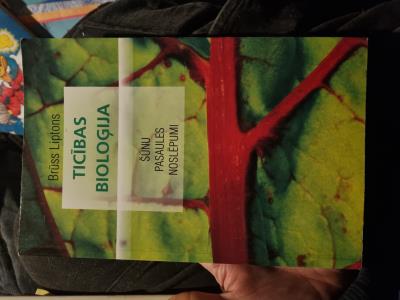 Brūss Liptons
TICĪBAS
BIOLOĢIJA
ŠŪNU
PASAULES
NOSLĒPUMI